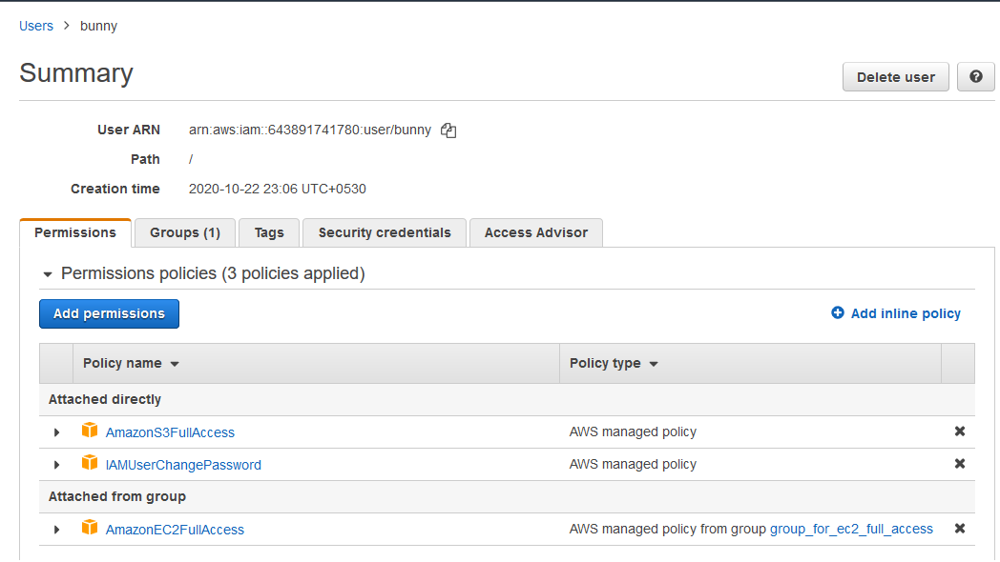 Users > bunny
Summary
Delete user
User ARN arn:aws:iam::643891741780:user/bunny
Path /
Creation time 2020-10-22 23:06 UTC+0530
Permissions Groups (1) Tags Security credentials Access Advisor
Permissions policies (3 policies applied)
Add permissions Add inline policy
Policy name Policy type
Attached directly
AmazonS3FullAccess AWS managed policy
IAMUserChangePassword AWS managed policy
Attached from group
AmazonEC2FullAccess AWS managed policy from group group_for_ec2_full_access